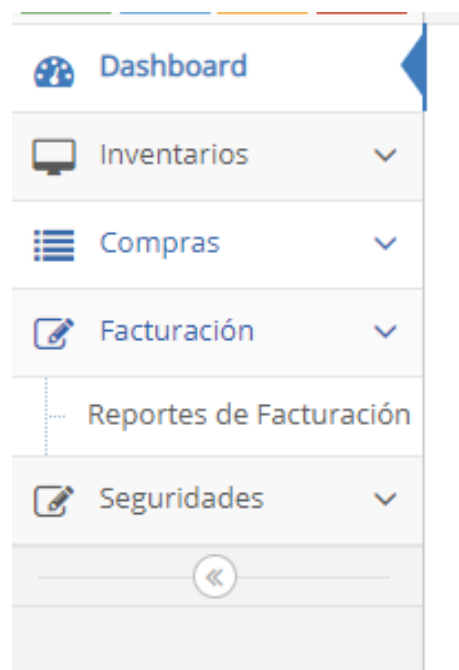 Dashboard
Inventarios
Compras
Facturación
Reportes de Facturación
Seguridades